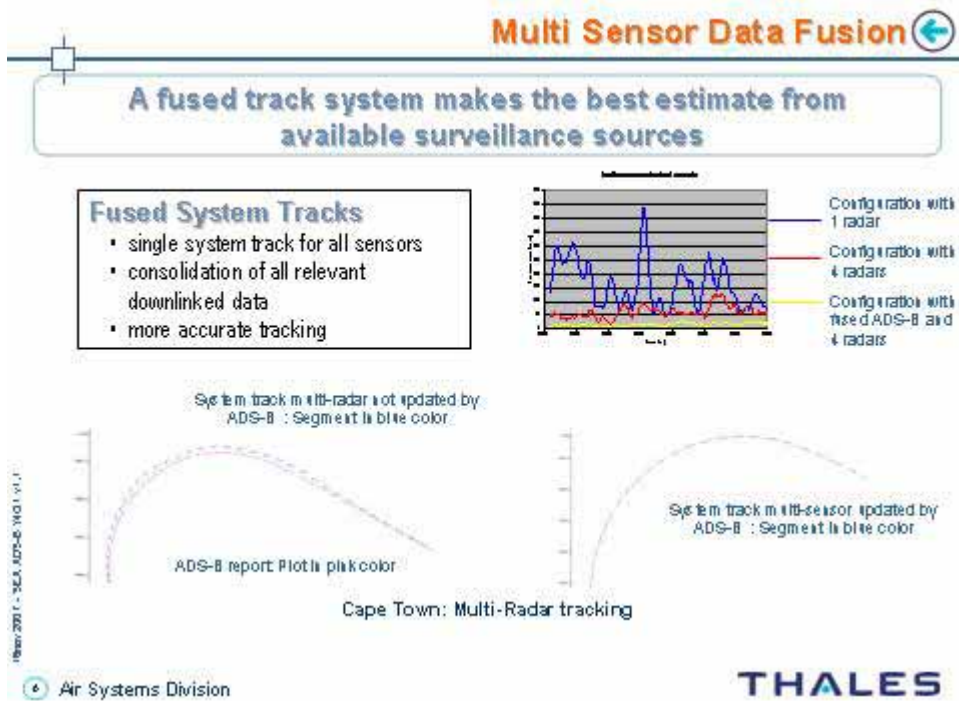 Multi Sensor Data Fusion
A fused track system makes the best estimate from
available surveillance sources
Fused System Tracks
▪ single system track for all sensors
▪ consolidation of all relevant
downlinked data
▪ more accurate tracking
Configuration with
1 radar
Configuration with
4 radars
Configuration with
fused ADS-B and
4 radars
System track multi-radar not updated by
ADS-B : Segment in blue color
System track multi-sensor updated by
ADS-B : Segment in blue color
ADS-B report: Plot in pink color
Cape Town: Multi-Radar tracking
6 Air Systems Division
THALES